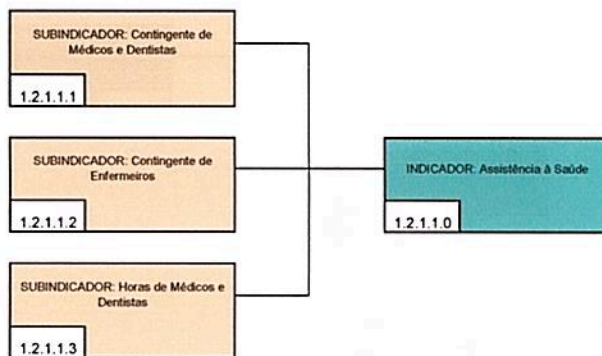 SUBINDICADOR: Contingente de
Médicos e Dentistas
1.2.1.1.1
SUBINDICADOR: Contingente de
Enfermeiros
1.2.1.1.2
INDICADOR: Assistência à Saúde
1.2.1.1.0
SUBINDICADOR: Horas de Médicos e
Dentistas
1.2.1.1.3